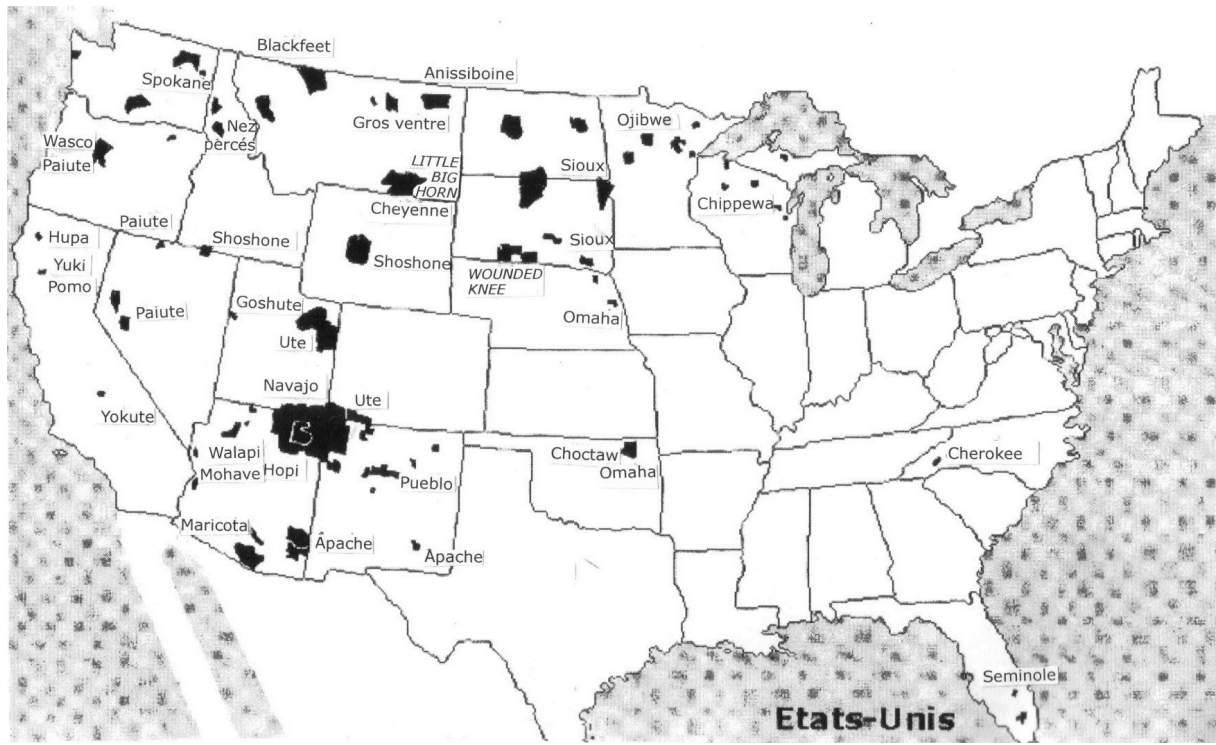 Blackfeet
Anissiboine
Spokane
Gros ventre
Ojibwe
Nez
percés
Wasco
Paiute
LITTLE
BIG
HORN
Sioux
Cheyenne
Chippewa
Paiute
Hupa
Shoshone
Sioux
Yuki
Pomo
Shoshone
WOUNDED
KNEE
Goshute
Paiute
Omaha
Ute
Navajo
Ute
Yokute
Walapi
Mohave
Hopi
Choctaw
Omaha
Cherokee
Pueblo
Maricota
Apache
Apache
Seminole
Etats-Unis